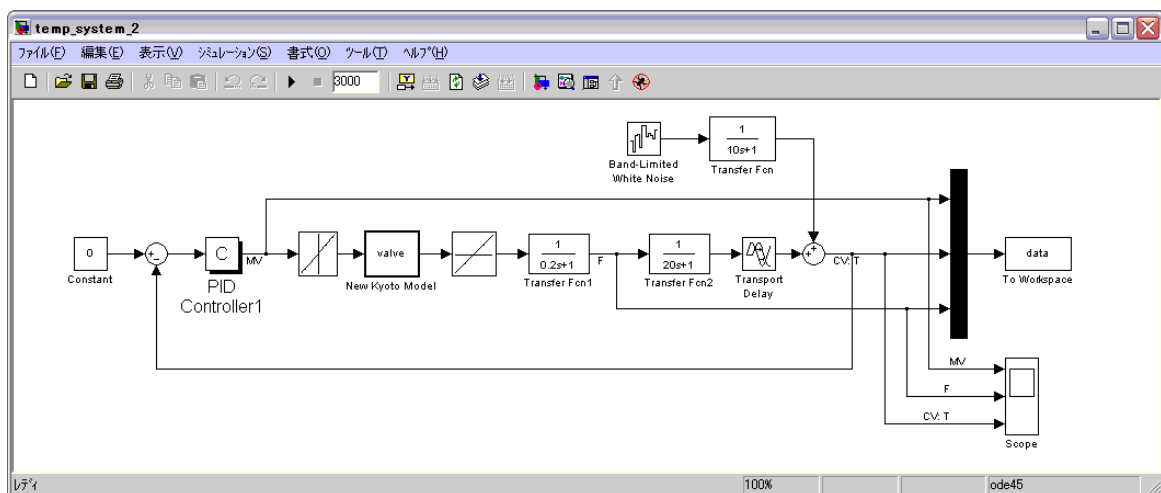 temp_system_2
ファイル(F) 編集(E) 表示(V) シミュレーション(S) 書式(O) ツール(T) ヘルプ(H)
3000
1
10s+1
Band-Limited
White Noise
Transfer Fcn
0
Constant
+
-
C
MV
PID
Controller1
valve
New Kyoto Model
1
0.2s+1
Transfer Fcn1
F
1
20s+1
Transfer Fcn2
Transport
Delay
+
+
CV: T
data
To Workspace
MV
F
CV: T
Scope
レディ
100%
ode45